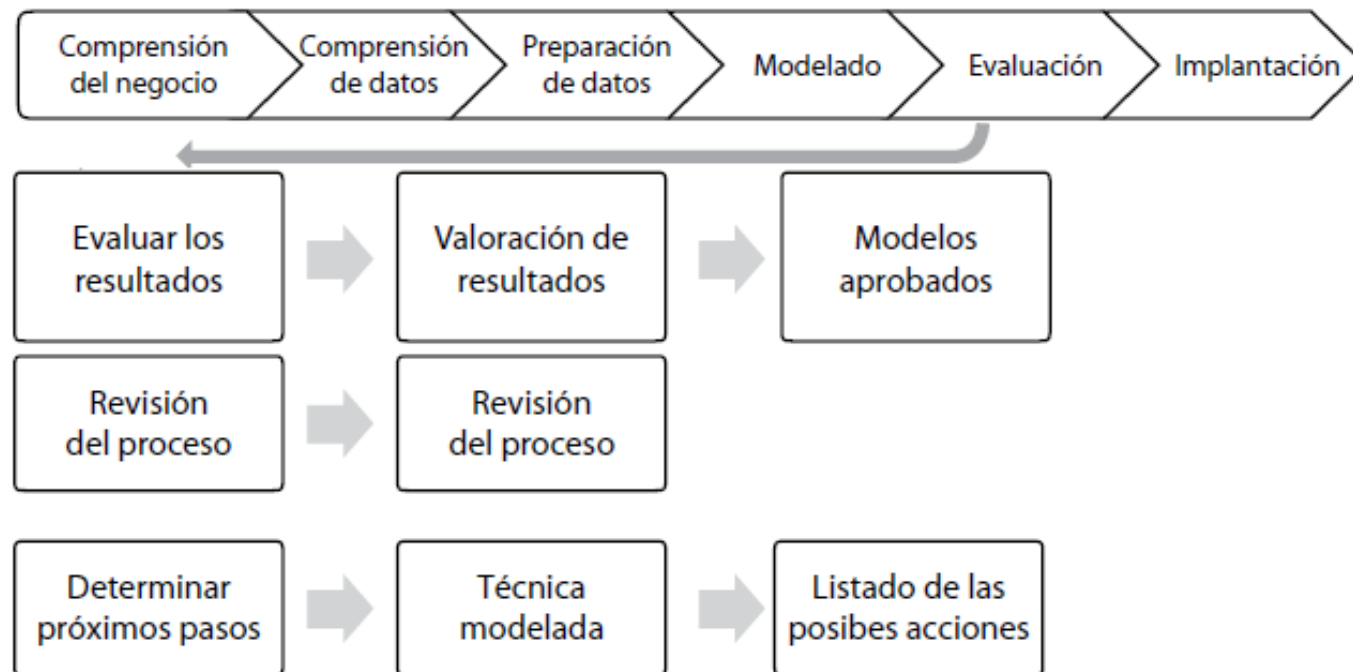 Comprensión
del negocio
Comprensión
de datos
Preparación
de datos
Modelado
Evaluación
Implantación
Evaluar los
resultados
Valoración de
resultados
Modelos
aprobados
Revisión
del proceso
Revisión
del proceso
Determinar
próximos pasos
Técnica
modelada
Listado de las
posibes acciones